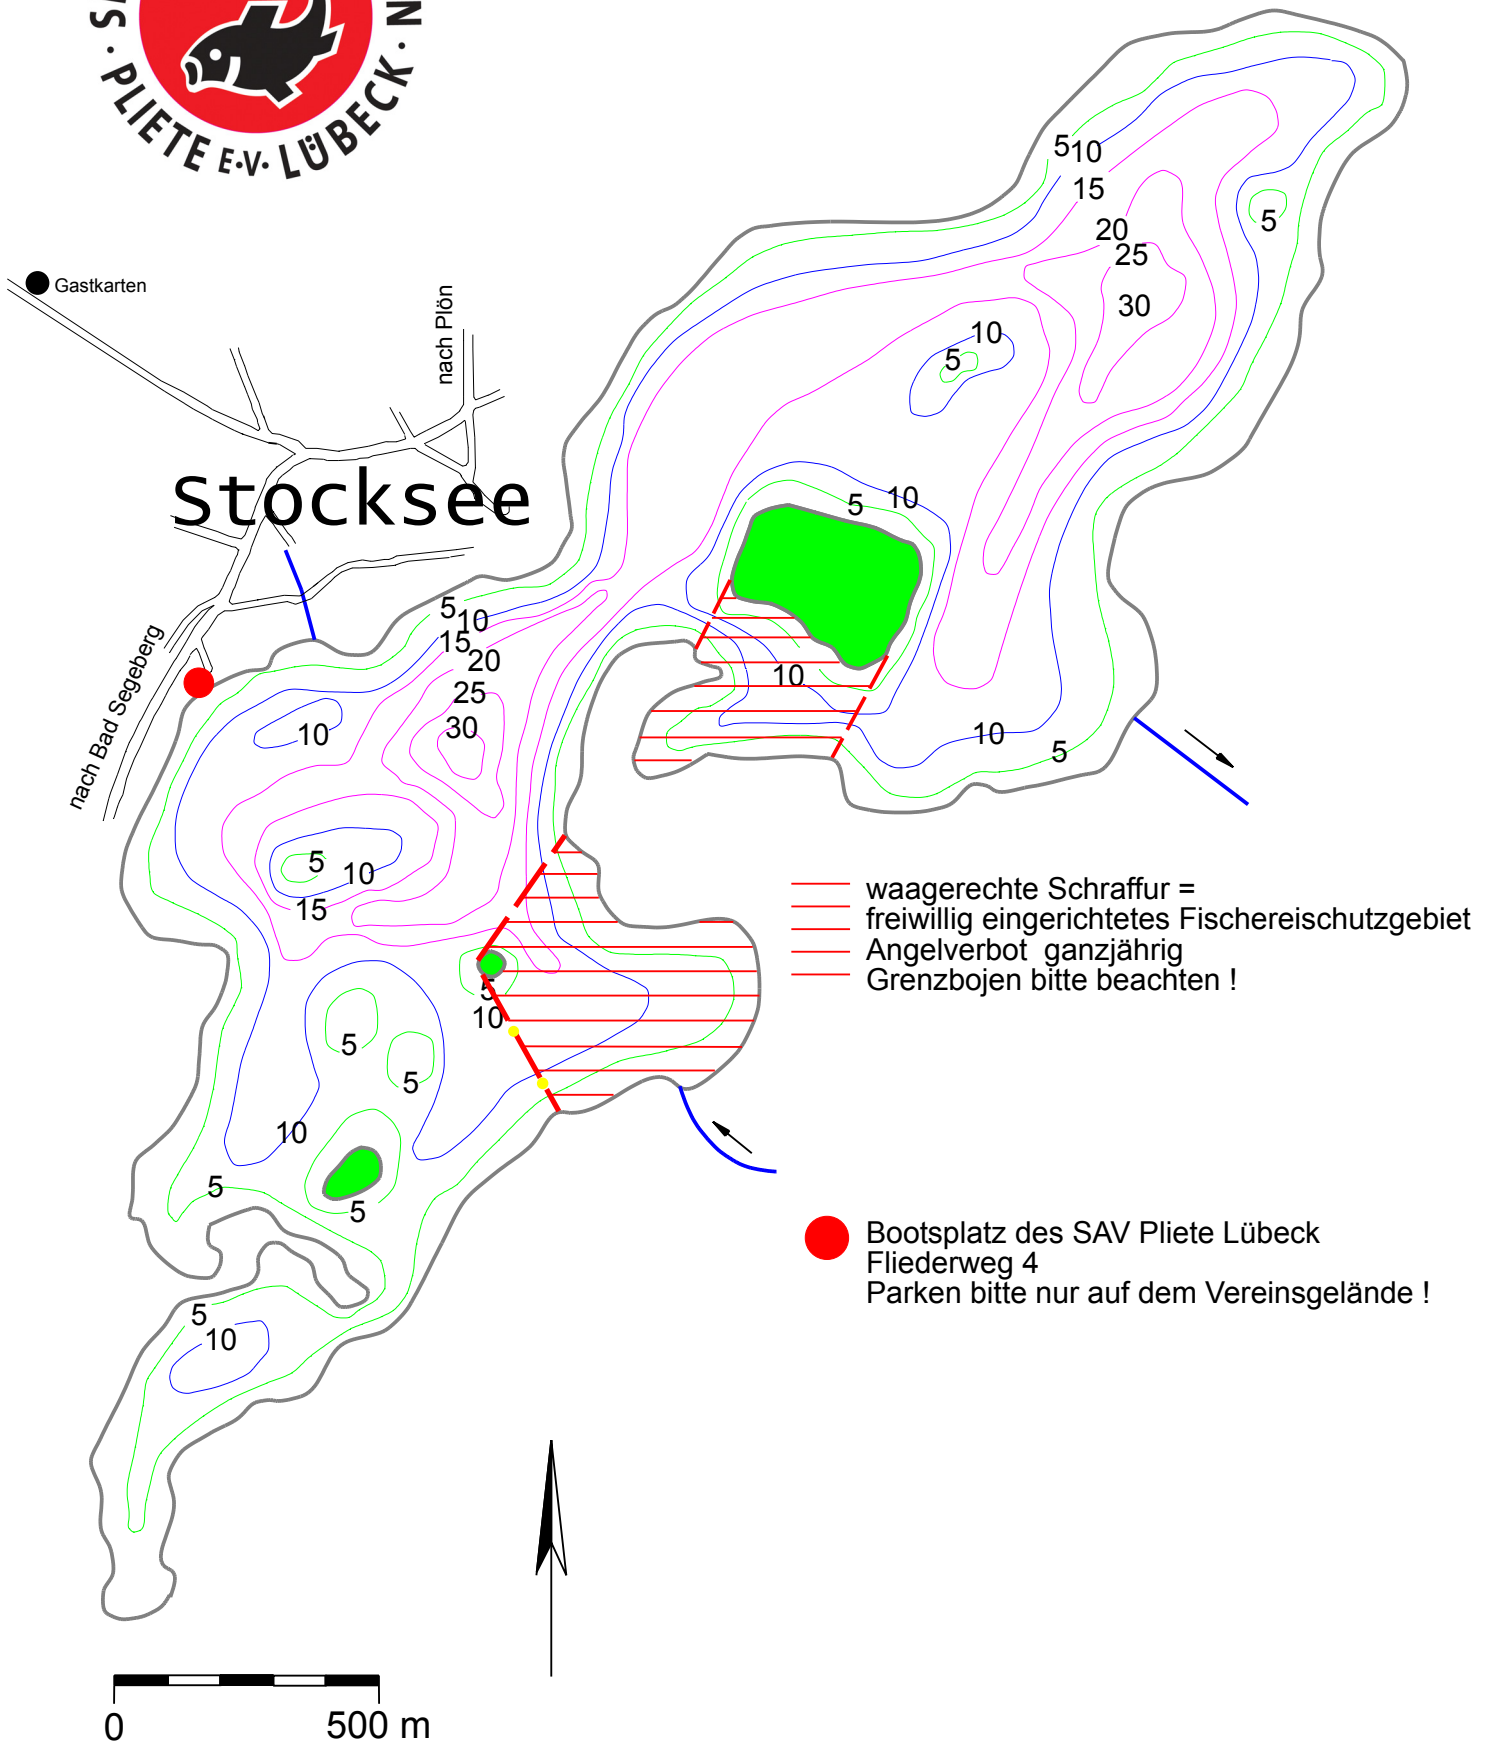 PLIETE E·V· LÜBECK · N
Gastkarten
nach Plön
Stocksee
nach Bad Segeberg
5 10
15
20
25
30
5
10
5
5 10
5
10
15
20
25
30
10
10
10
5
5
10
15
5
10
5
5
10
5
5
5
10
waagerechte Schraffur =
freiwillig eingerichtetes Fischereischutzgebiet
Angelverbot ganzjährig
Grenzbojen bitte beachten !
Bootsplatz des SAV Pliete Lübeck
Fliederweg 4
Parken bitte nur auf dem Vereinsgelände !
0 500 m